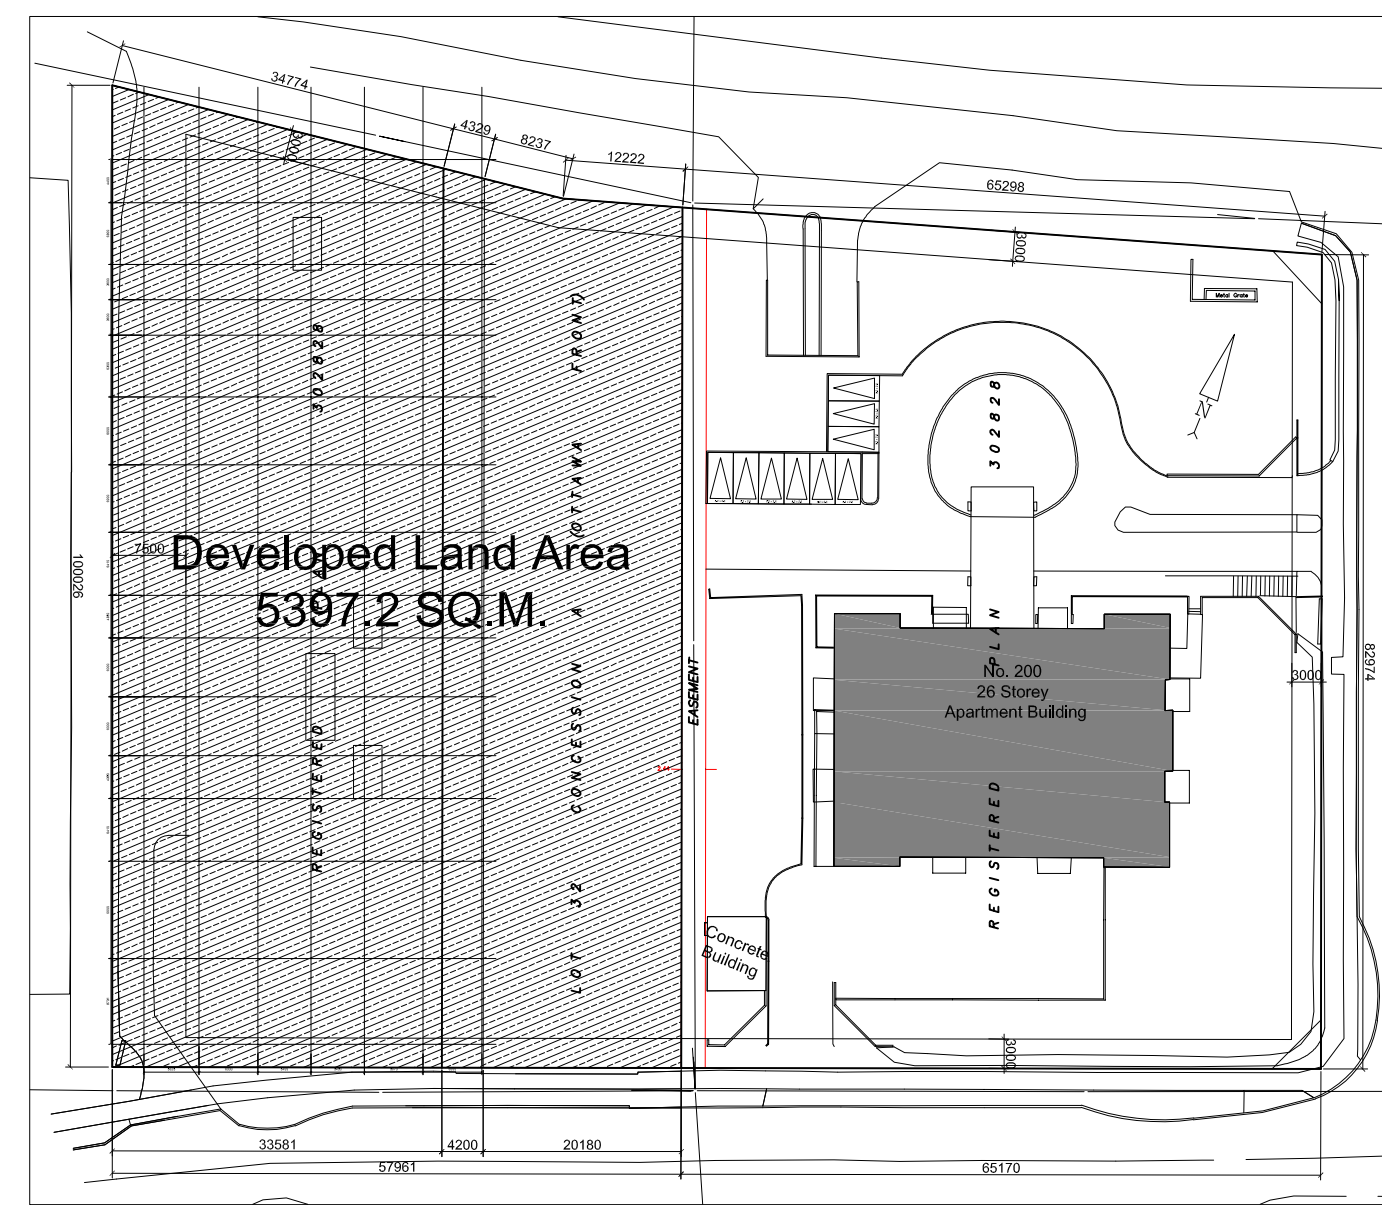 34774
4329
8237
12222
65298
3000
3000
Metal Grate
N
302828
302828
LOT 32 CONCESSION A (OTTAWA FRONT)
7500
Developed Land Area
5397.2 SQ.M.
100026
REGISTERED PLAN
EASEMENT
REGISTERED PLAN
No. 200
26 Storey
Apartment Building
3000
82974
Concrete
Building
3000
33581
4200
20180
57961
65170